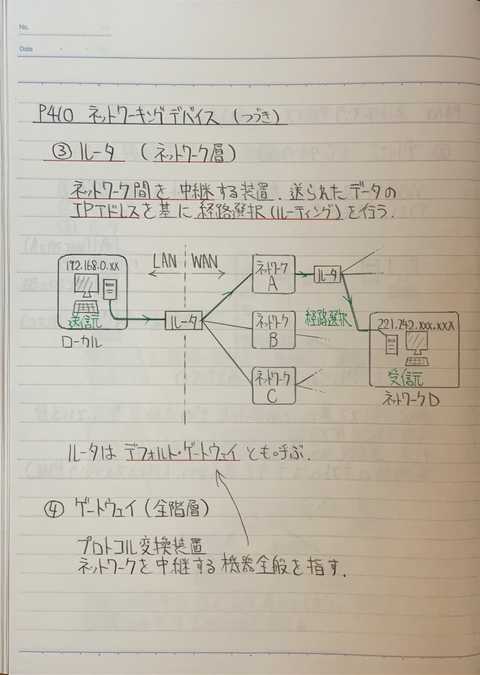 No.
Date
P410 ネットワーキングデバイス (つづき)
③ ルータ (ネットワーク層)
ネットワーク間を中継する装置. 送られたデータの
IPアドレスを基に経路選択(ルーティング)を行う.
192.168.0.xx
LAN WAN
送信元
ローカル
ルータ
ネットワーク
A
ルータ
ネットワーク
B
経路選択
ネットワーク
C
221.242.xxx.xxx
受信元
ネットワークD
ルータは デフォルト・ゲートウェイ とも呼ぶ.
④ ゲートウェイ (全階層)
プロトコル変換装置
ネットワークを中継する機器全般を指す.